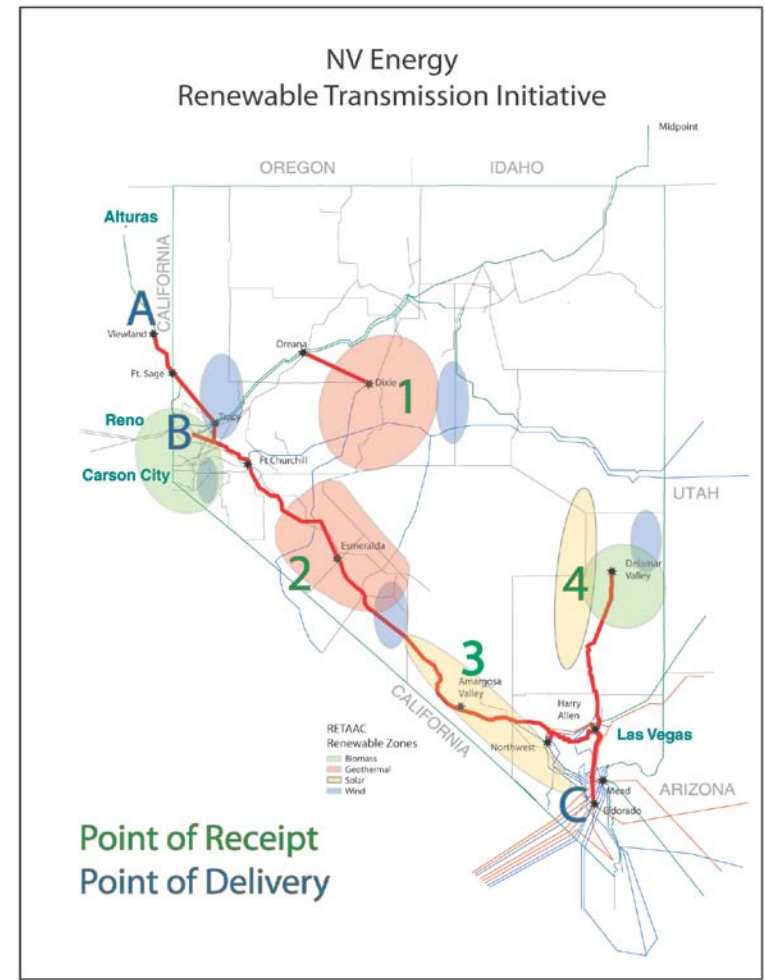 NV Energy
Renewable Transmission Initiative
Midpoint
OREGON
IDAHO
Alturas
CALIFORNIA
A
Viewland
Oreana
Ft. Sage
Dixie
1
Reno
B
Tracy
Carson City
Ft Churchill
UTAH
Esmeralda
2
4
Delamar
Valley
3
Amargosa
Valley
CALIFORNIA
Harry
Allen
Las Vegas
Northwest
RETAAC
Renewable Zones
Biomass
Geothermal
Solar
Wind
Mead
ARIZONA
C
Eldorado
Point of Receipt
Point of Delivery